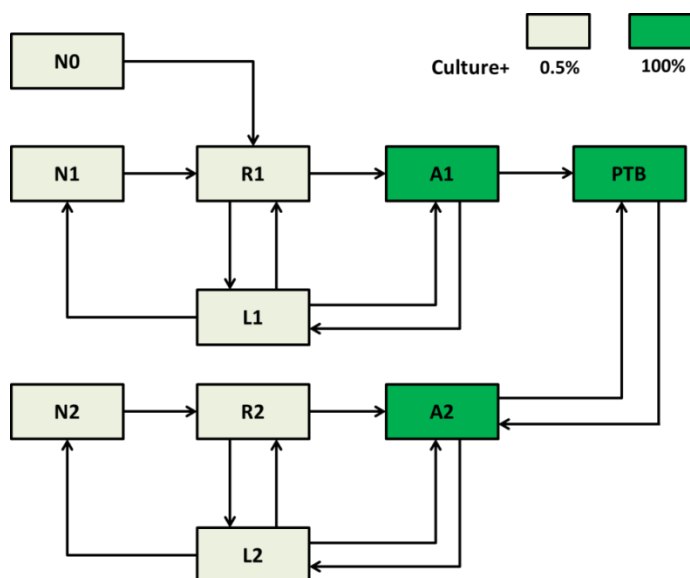 N0
Culture+ 0.5% 100%
N1 R1 A1 PTB
L1
N2 R2 A2
L2